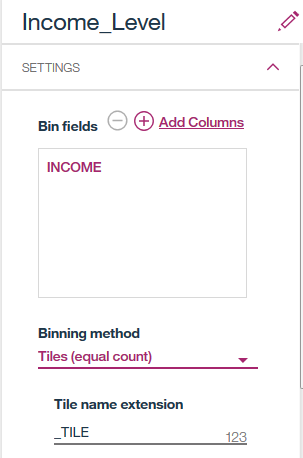 Income_Level
SETTINGS
Bin fields Add Columns
INCOME
Binning method
Tiles (equal count)
Tile name extension
_TILE 123